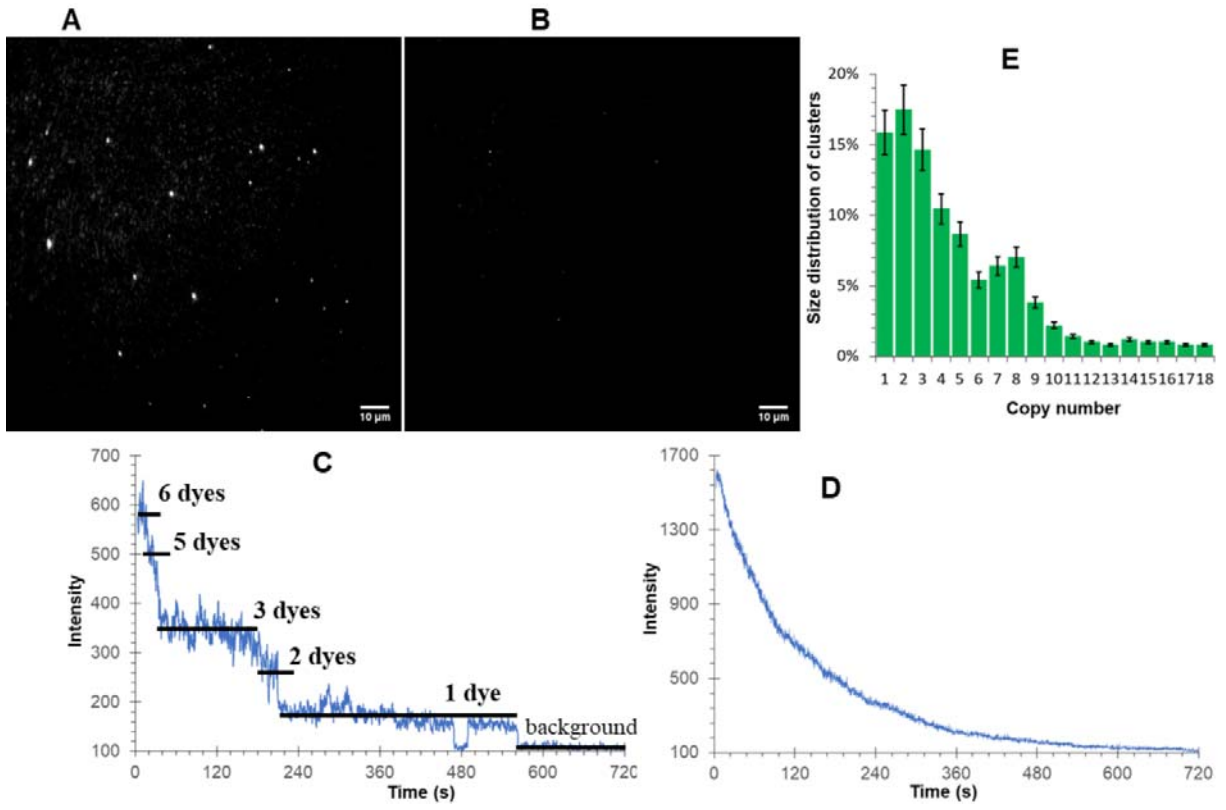 A
B
10 µm
10 µm
E
Size distribution of clusters
20%
15%
10%
5%
0%
1 2 3 4 5 6 7 8 9 10 11 12 13 14 15 16 17 18
Copy number
C
Intensity
700
600
500
400
300
200
100
6 dyes
5 dyes
3 dyes
2 dyes
1 dye
background
0 120 240 360 480 600 720
Time (s)
D
Intensity
1700
1300
900
500
100
0 120 240 360 480 600 720
Time (s)